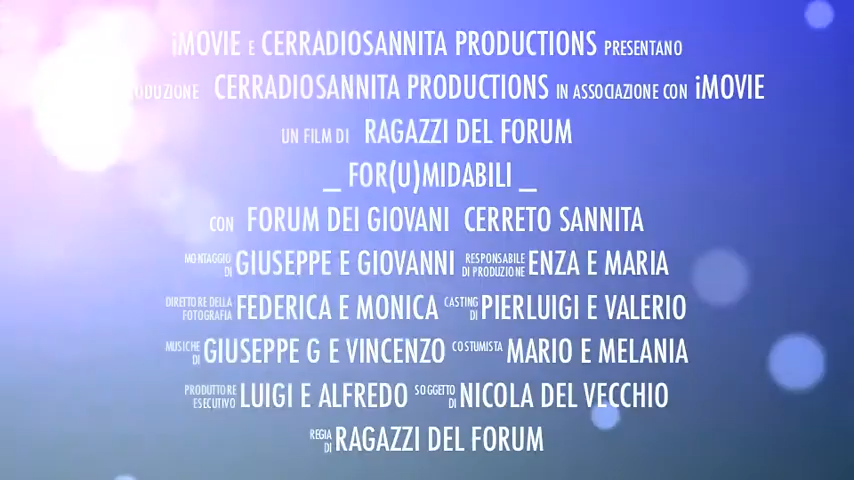 iMOVIE E CERRADIOSANNITA PRODUCTIONS PRESENTANO
CERRADIOSANNITA PRODUCTIONS IN ASSOCIAZIONE CON iMOVIE
UN FILM DI RAGAZZI DEL FORUM
_ FOR(U)MIDABILI _
CON FORUM DEI GIOVANI CERRETO SANNITA
MONTAGGIO DI GIUSEPPE E GIOVANNI RESPONSABILE DI PRODUZIONE ENZA E MARIA
DIRETTORE DELLA FOTOGRAFIA FEDERICA E MONICA CASTING DI PIERLUIGI E VALERIO
MUSICHE DI GIUSEPPE G E VINCENZO COSTUMISTA MARIO E MELANIA
PRODUTTORE ESECUTIVO LUIGI E ALFREDO SOGGETTO DI NICOLA DEL VECCHIO
REGIA DI RAGAZZI DEL FORUM